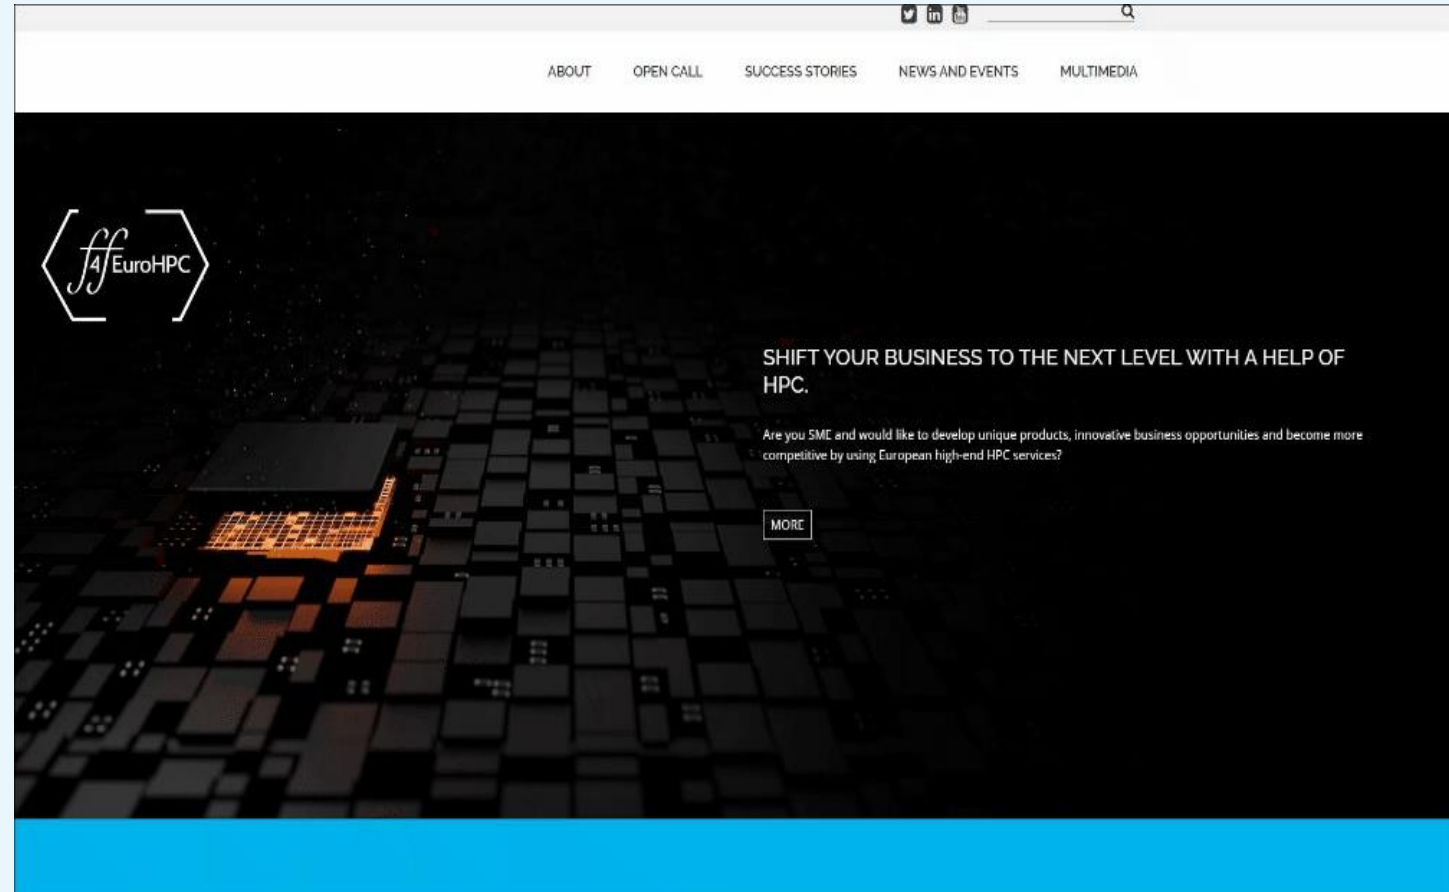 ABOUT OPEN CALL SUCCESS STORIES NEWS AND EVENTS MULTIMEDIA
ff4EuroHPC
SHIFT YOUR BUSINESS TO THE NEXT LEVEL WITH A HELP OF
HPC.
Are you SME and would like to develop unique products, innovative business opportunities and become more
competitive by using European high-end HPC services?
MORE